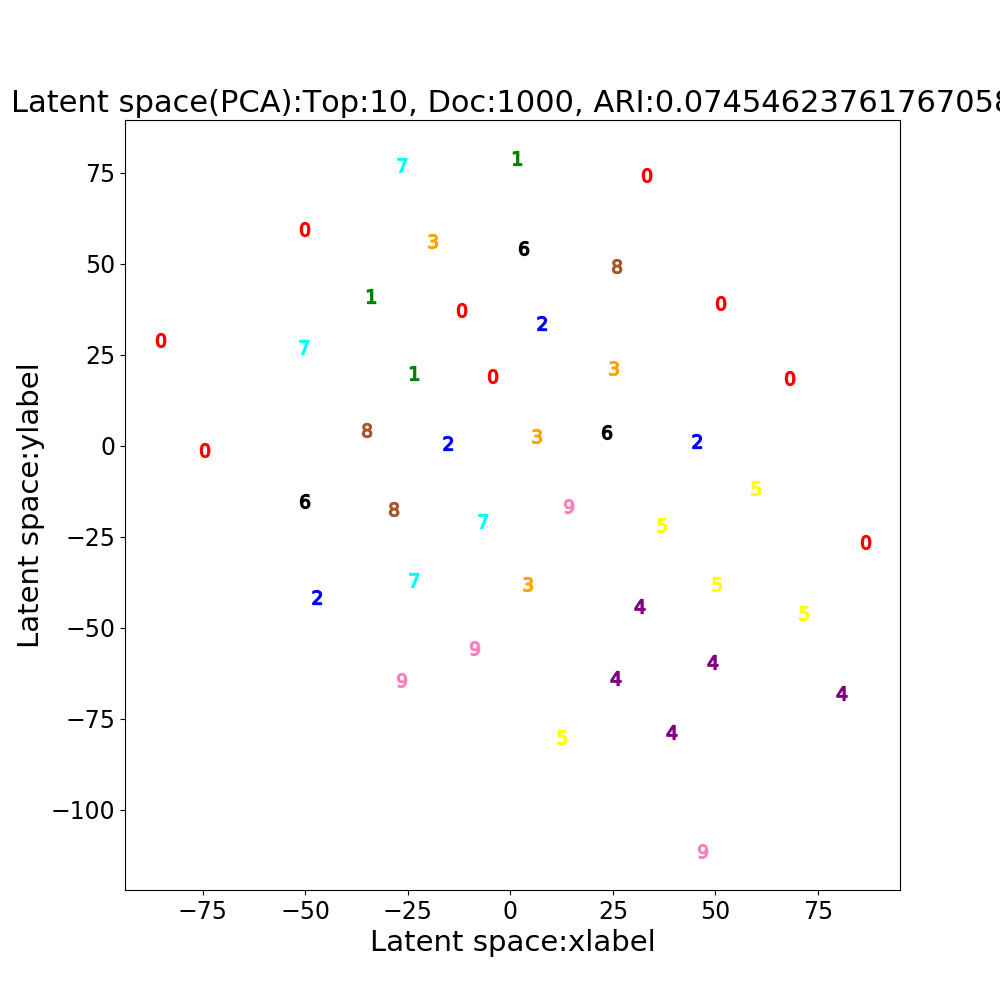 Latent space(PCA):Top:10, Doc:1000, ARI:0.0745462376176705
7 1 0
75
0 3 6 8
50
1 0 2 0
0 7
25
1 0 3 0
8 2 3 6 2
0
0
6 8 7 9 5 5
−25
0
2 7 3 4 5 5
−50
9 9 4 4 4
−75
5 4
−100
9
−75 −50 −25 0 25 50 75
Latent space:xlabel
Latent space:ylabel